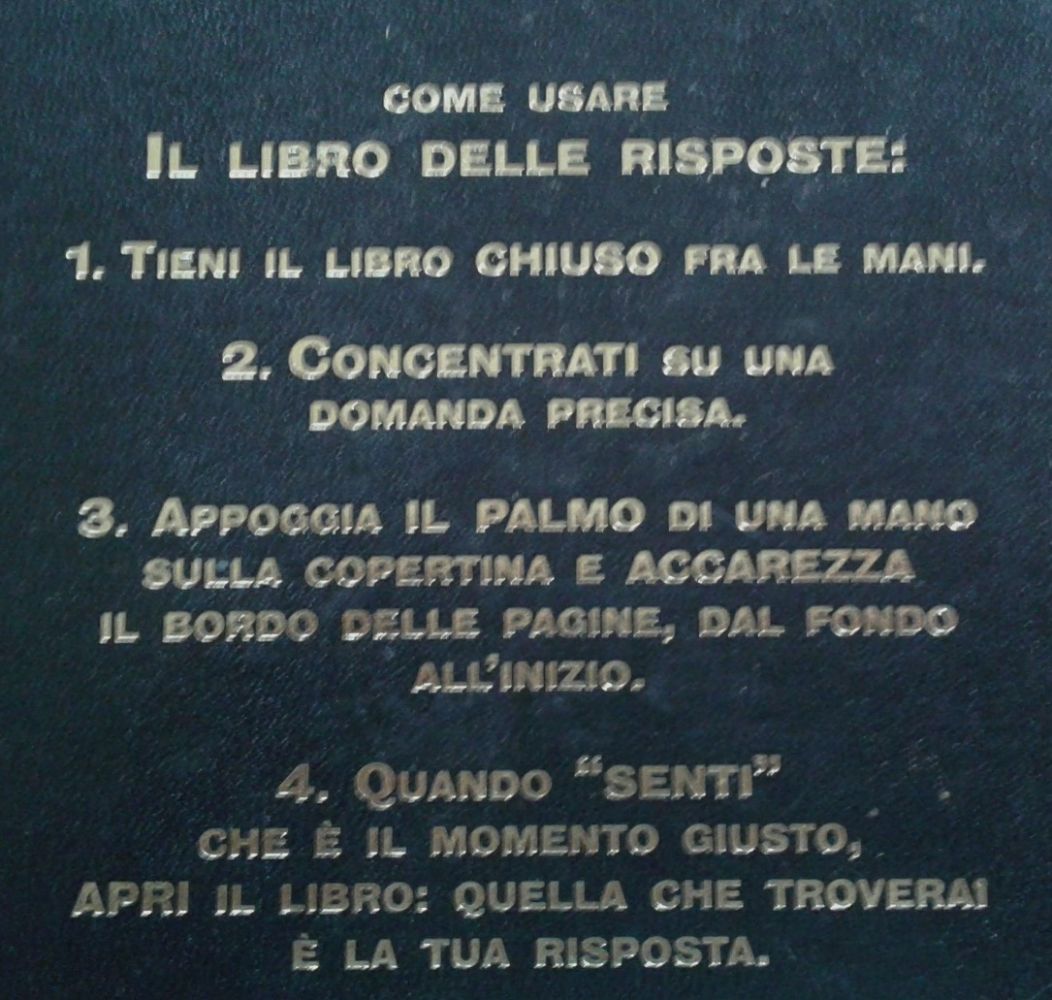 COME USARE
IL LIBRO DELLE RISPOSTE:
1. TIENI IL LIBRO CHIUSO FRA LE MANI.
2. CONCENTRATI SU UNA
DOMANDA PRECISA.
3. APPOGGIA IL PALMO DI UNA MANO
SULLA COPERTINA E ACCAREZZA
IL BORDO DELLE PAGINE, DAL FONDO
ALL'INIZIO.
4. QUANDO “SENTI”
CHE È IL MOMENTO GIUSTO,
APRI IL LIBRO: QUELLA CHE TROVERAI
È LA TUA RISPOSTA.